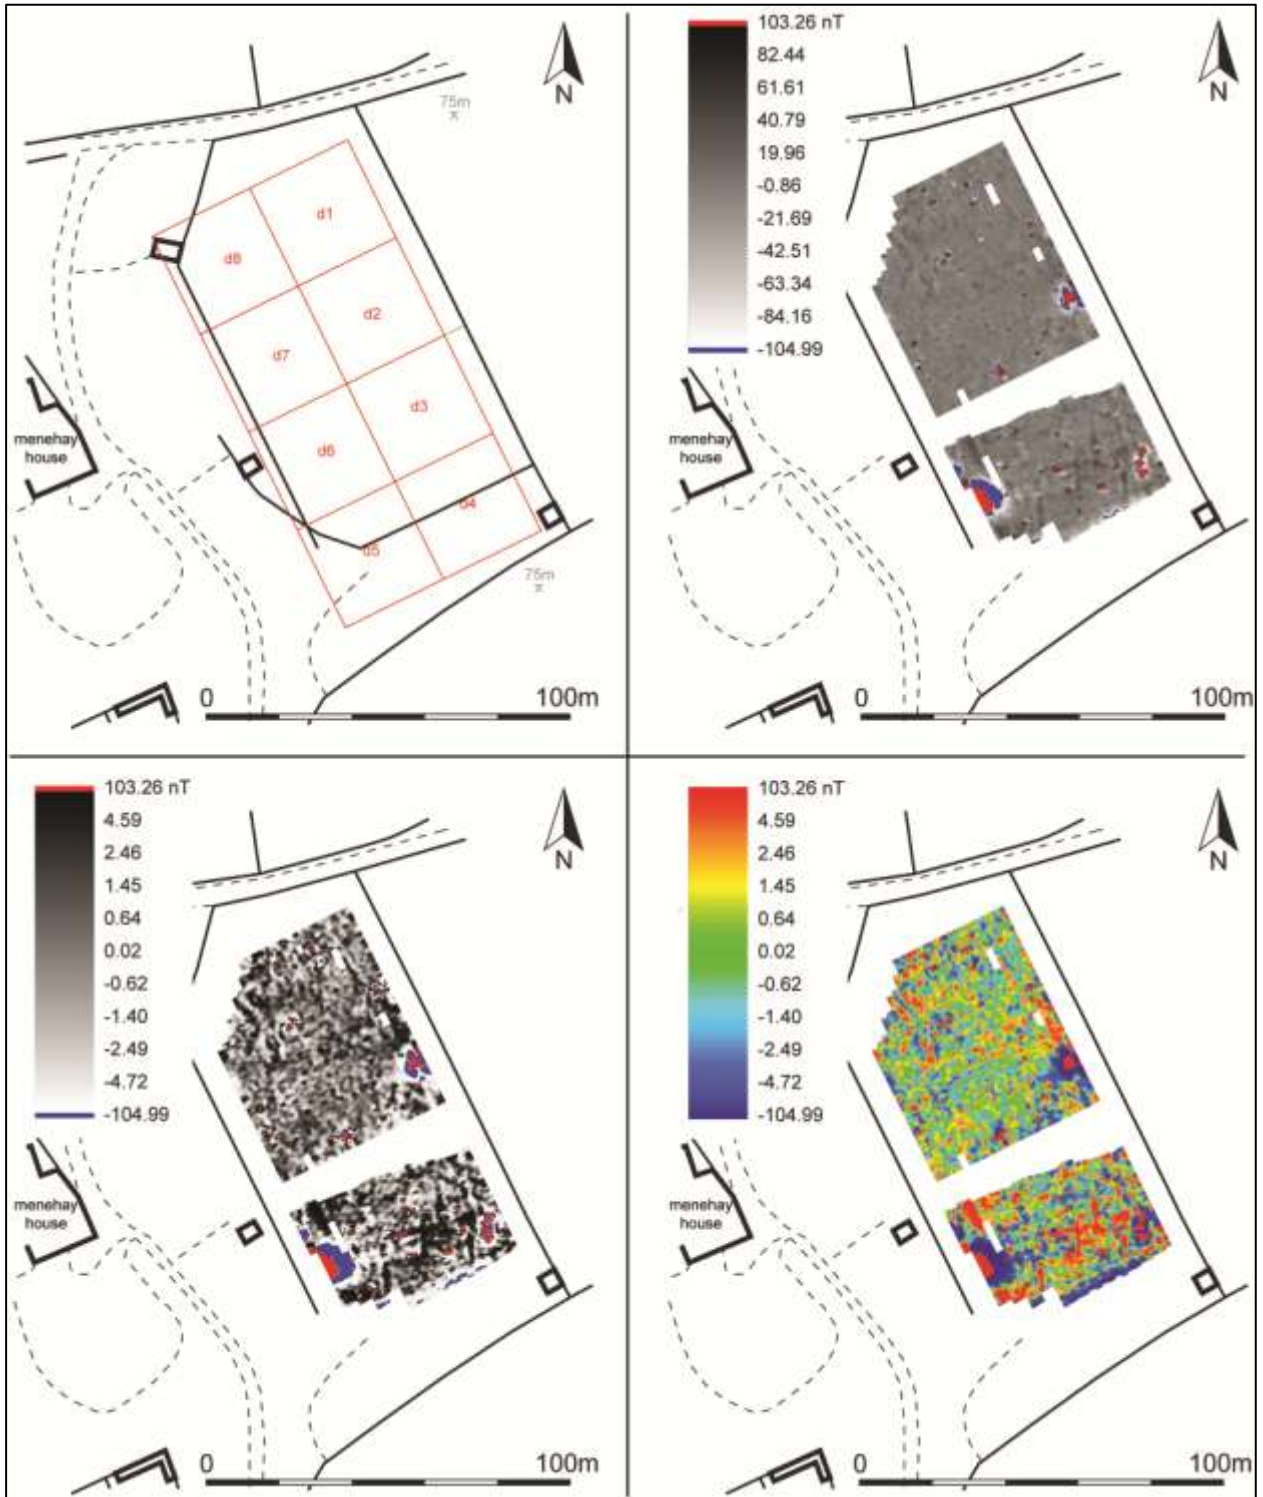 N
75m
d1
d8
d2
d7
d3
menehay
house
d6
d4
d5
75m
0 100m
103.26 nT
82.44
61.61
40.79
19.96
-0.86
-21.69
-42.51
-63.34
-84.16
-104.99
N
menehay
house
0 100m
103.26 nT
4.59
2.46
1.45
0.64
0.02
-0.62
-1.40
-2.49
-4.72
-104.99
N
menehay
house
0 100m
103.26 nT
4.59
2.46
1.45
0.64
0.02
-0.62
-1.40
-2.49
-4.72
-104.99
N
menehay
house
0 100m